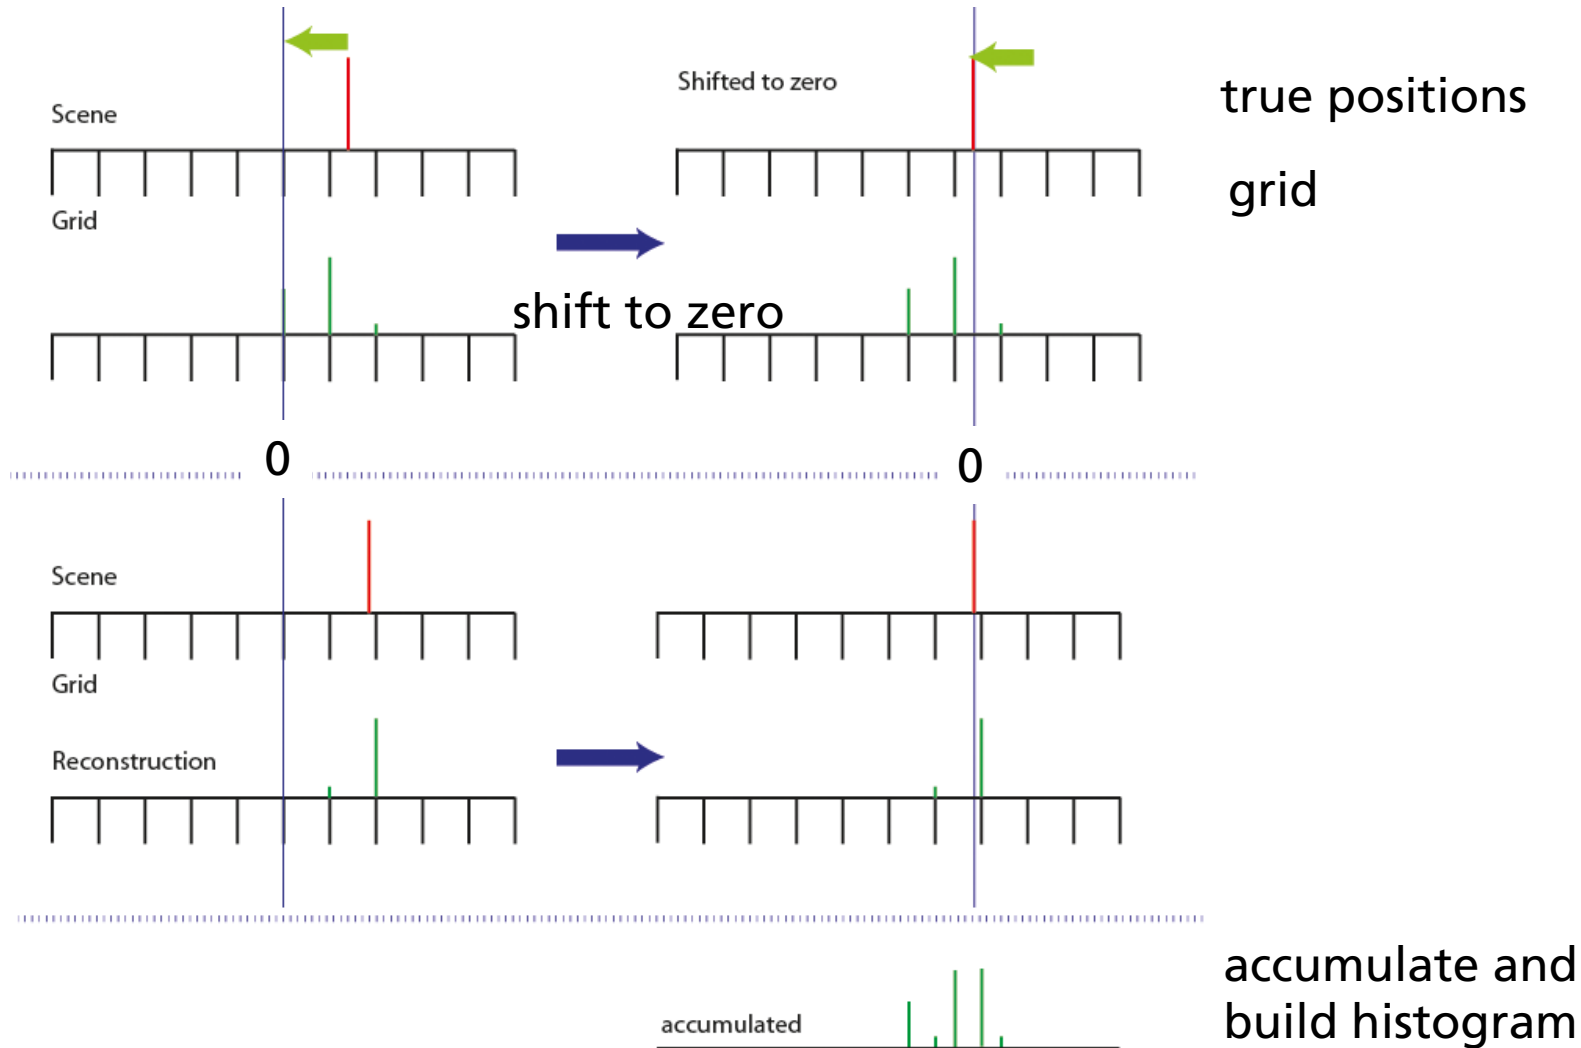 Scene
Shifted to zero
true positions
Grid
grid
shift to zero
0
0
Scene
Grid
Reconstruction
accumulated
accumulate and
build histogram